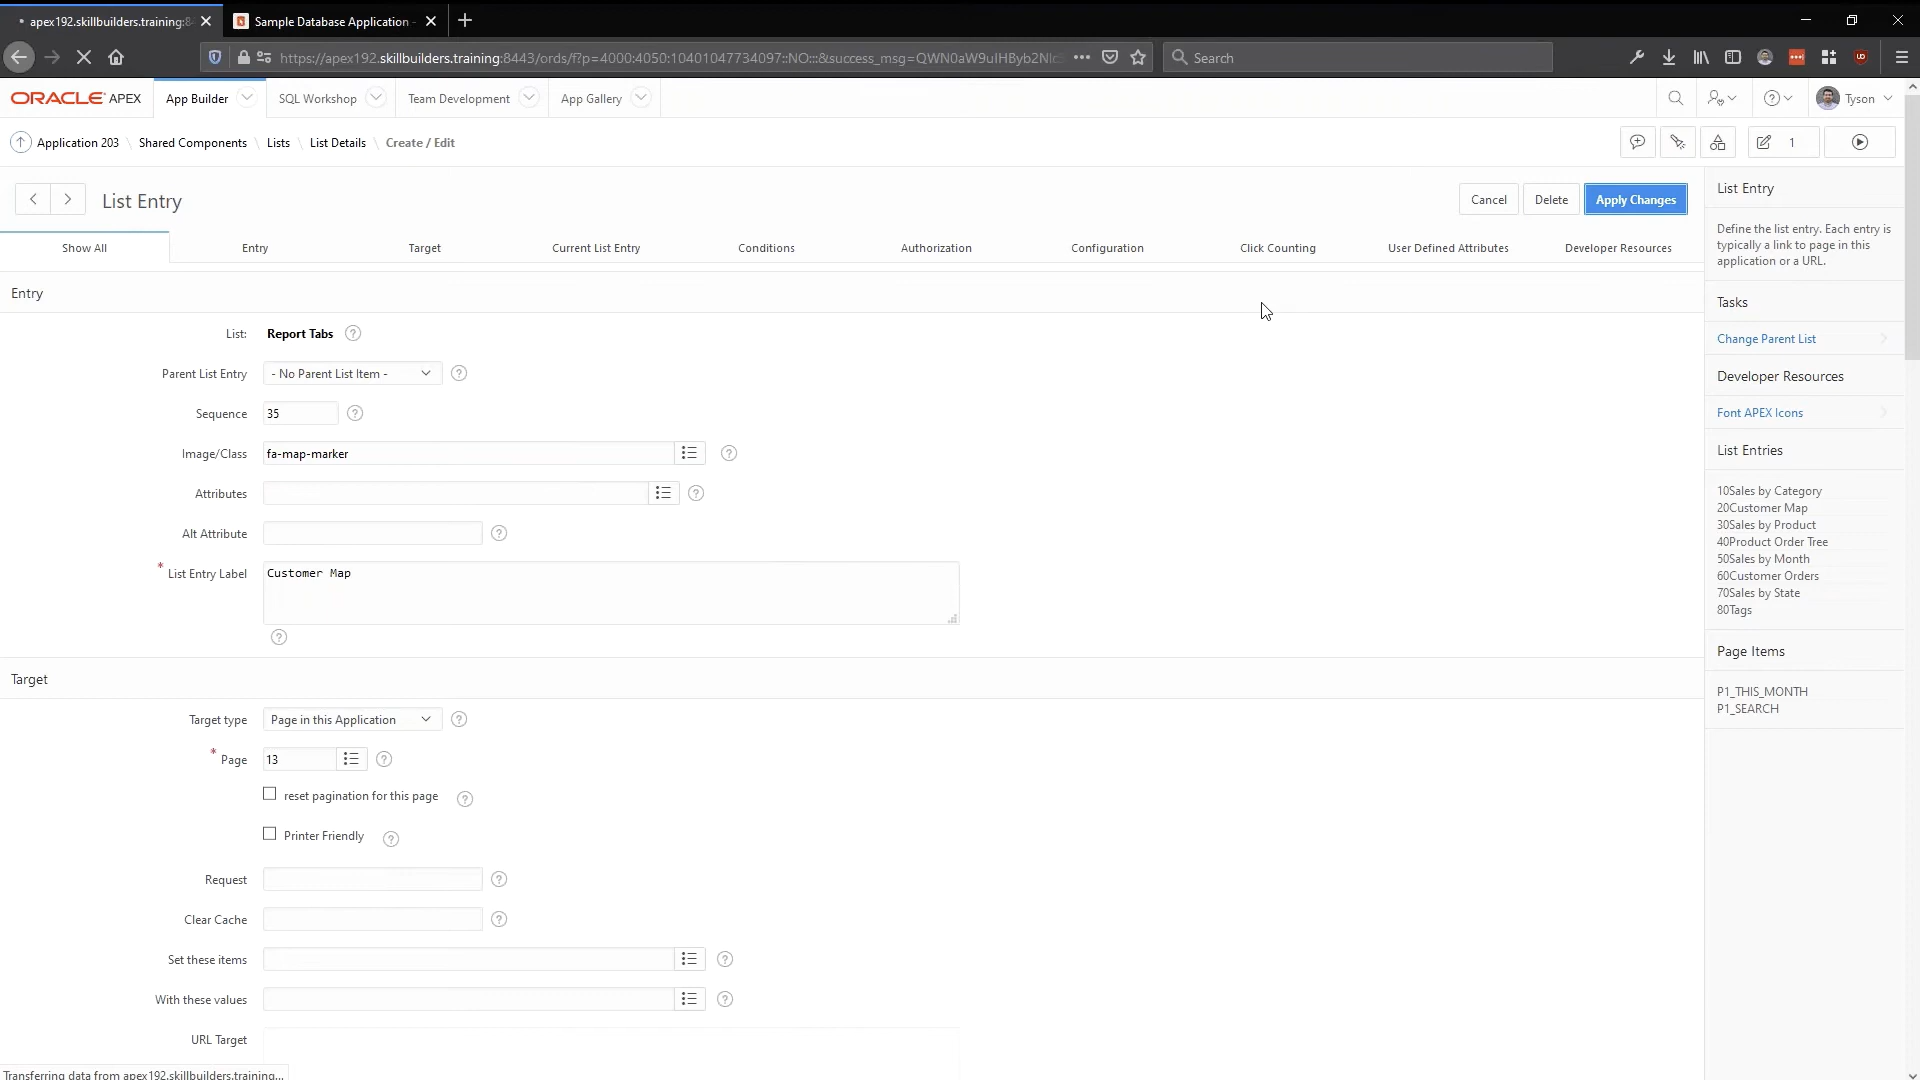 apex192.skillbuilders.training:8
Sample Database Application
https://apex192.skillbuilders.training:8443/ords/f?p=4000:4050:10401047734097::NO:::&success_msg=QWN0aW9uIHByb2Nlc
Search
ORACLE APEX
App Builder
SQL Workshop
Team Development
App Gallery
Tyson
Application 203 \ Shared Components \ Lists \ List Details \ Create / Edit
1
List Entry
Cancel
Delete
Apply Changes
Show All
Entry
Target
Current List Entry
Conditions
Authorization
Configuration
Click Counting
User Defined Attributes
Developer Resources
Entry
List: Report Tabs
Parent List Entry - No Parent List Item -
Sequence 35
Image/Class fa-map-marker
Attributes
Alt Attribute
* List Entry Label Customer Map
Target
Target type Page in this Application
* Page 13
reset pagination for this page
Printer Friendly
Request
Clear Cache
Set these items
With these values
URL Target
List Entry
Define the list entry. Each entry is
typically a link to page in this
application or a URL.
Tasks
Change Parent List
Developer Resources
Font APEX Icons
List Entries
10Sales by Category
20Customer Map
30Sales by Product
40Product Order Tree
50Sales by Month
60Customer Orders
70Sales by State
80Tags
Page Items
P1_THIS_MONTH
P1_SEARCH
Transferring data from apex192.skillbuilders.training...